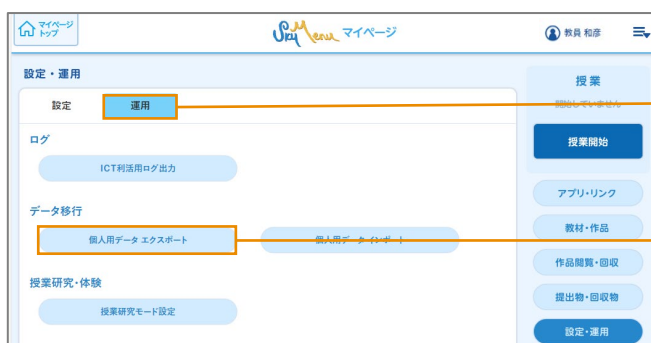 マイページ
トップ
SkyMenu マイページ
教員 和彦
設定・運用
設定
運用
ログ
ICT利活用ログ出力
データ移行
個人用データ エクスポート
個人用データ インポート
授業研究・体験
授業研究モード設定
授業
開始していません
授業開始
アプリ・リンク
教材・作品
作品閲覧・回収
提出物・回収物
設定・運用